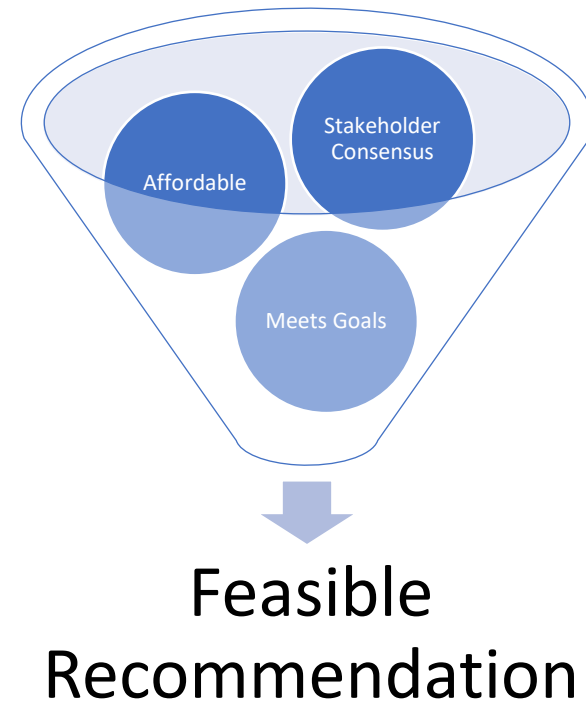 Stakeholder
Consensus
Affordable
Meets Goals
Feasible
Recommendation